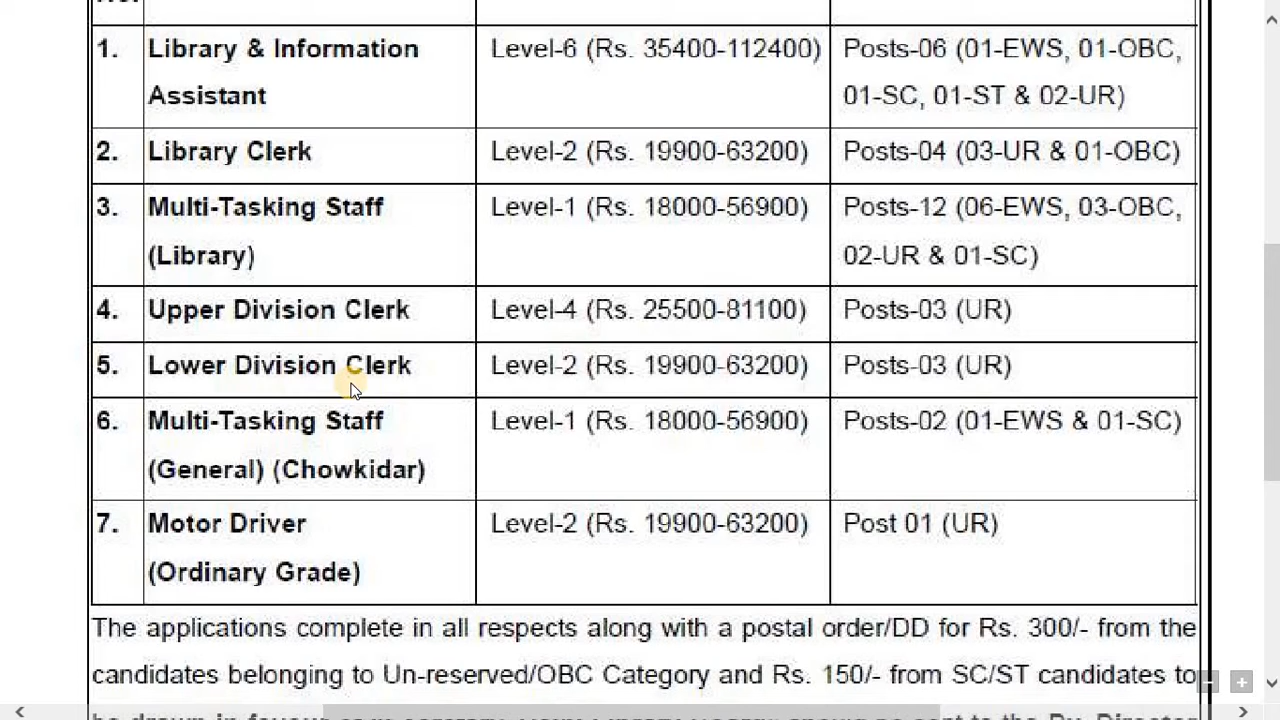 1. Library & Information Level-6 (Rs. 35400-112400) Posts-06 (01-EWS, 01-OBC,
Assistant 01-SC, 01-ST & 02-UR)
2. Library Clerk Level-2 (Rs. 19900-63200) Posts-04 (03-UR & 01-OBC)
3. Multi-Tasking Staff Level-1 (Rs. 18000-56900) Posts-12 (06-EWS, 03-OBC,
(Library) 02-UR & 01-SC)
4. Upper Division Clerk Level-4 (Rs. 25500-81100) Posts-03 (UR)
5. Lower Division Clerk Level-2 (Rs. 19900-63200) Posts-03 (UR)
6. Multi-Tasking Staff Level-1 (Rs. 18000-56900) Posts-02 (01-EWS & 01-SC)
(General) (Chowkidar)
7. Motor Driver Level-2 (Rs. 19900-63200) Post 01 (UR)
(Ordinary Grade)
The applications complete in all respects along with a postal order/DD for Rs. 300/- from the
candidates belonging to Un-reserved/OBC Category and Rs. 150/- from SC/ST candidates to